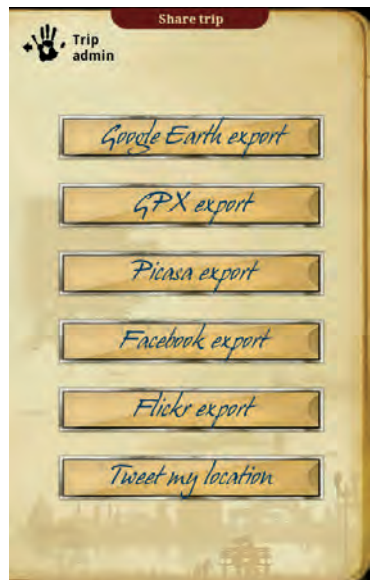 Share trip
Trip
admin
Google Earth export
GPX export
Picasa export
Facebook export
Flickr export
Tweet my location